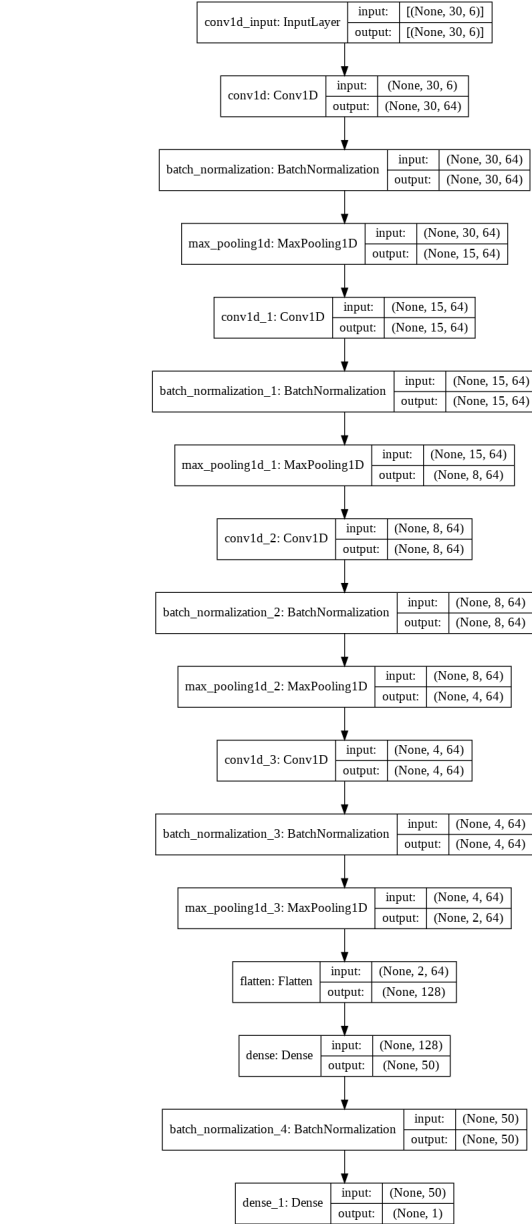 conv1d_input: InputLayer
input: [(None, 30, 6)]
output: [(None, 30, 6)]
conv1d: Conv1D
input: (None, 30, 6)
output: (None, 30, 64)
batch_normalization: BatchNormalization
input: (None, 30, 64)
output: (None, 30, 64)
max_pooling1d: MaxPooling1D
input: (None, 30, 64)
output: (None, 15, 64)
conv1d_1: Conv1D
input: (None, 15, 64)
output: (None, 15, 64)
batch_normalization_1: BatchNormalization
input: (None, 15, 64)
output: (None, 15, 64)
max_pooling1d_1: MaxPooling1D
input: (None, 15, 64)
output: (None, 8, 64)
conv1d_2: Conv1D
input: (None, 8, 64)
output: (None, 8, 64)
batch_normalization_2: BatchNormalization
input: (None, 8, 64)
output: (None, 8, 64)
max_pooling1d_2: MaxPooling1D
input: (None, 8, 64)
output: (None, 4, 64)
conv1d_3: Conv1D
input: (None, 4, 64)
output: (None, 4, 64)
batch_normalization_3: BatchNormalization
input: (None, 4, 64)
output: (None, 4, 64)
max_pooling1d_3: MaxPooling1D
input: (None, 4, 64)
output: (None, 2, 64)
flatten: Flatten
input: (None, 2, 64)
output: (None, 128)
dense: Dense
input: (None, 128)
output: (None, 50)
batch_normalization_4: BatchNormalization
input: (None, 50)
output: (None, 50)
dense_1: Dense
input: (None, 50)
output: (None, 1)